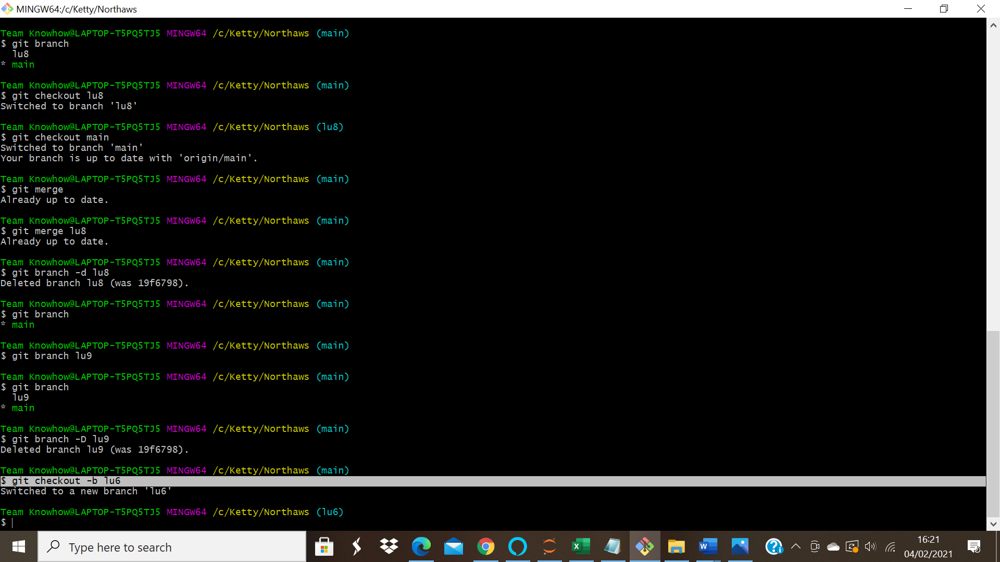 MINGW64:/c/Ketty/Northaws
Team Knowhow@LAPTOP-T5PQ5TJ5 MINGW64 /c/Ketty/Northaws (main)
$ git branch
  lu8
* main
Team Knowhow@LAPTOP-T5PQ5TJ5 MINGW64 /c/Ketty/Northaws (main)
$ git checkout lu8
Switched to branch 'lu8'
Team Knowhow@LAPTOP-T5PQ5TJ5 MINGW64 /c/Ketty/Northaws (lu8)
$ git checkout main
Switched to branch 'main'
Your branch is up to date with 'origin/main'.
Team Knowhow@LAPTOP-T5PQ5TJ5 MINGW64 /c/Ketty/Northaws (main)
$ git merge
Already up to date.
Team Knowhow@LAPTOP-T5PQ5TJ5 MINGW64 /c/Ketty/Northaws (main)
$ git merge lu8
Already up to date.
Team Knowhow@LAPTOP-T5PQ5TJ5 MINGW64 /c/Ketty/Northaws (main)
$ git branch -d lu8
Deleted branch lu8 (was 19f6798).
Team Knowhow@LAPTOP-T5PQ5TJ5 MINGW64 /c/Ketty/Northaws (main)
$ git branch
* main
Team Knowhow@LAPTOP-T5PQ5TJ5 MINGW64 /c/Ketty/Northaws (main)
$ git branch lu9
Team Knowhow@LAPTOP-T5PQ5TJ5 MINGW64 /c/Ketty/Northaws (main)
$ git branch
  lu9
* main
Team Knowhow@LAPTOP-T5PQ5TJ5 MINGW64 /c/Ketty/Northaws (main)
$ git branch -D lu9
Deleted branch lu9 (was 19f6798).
Team Knowhow@LAPTOP-T5PQ5TJ5 MINGW64 /c/Ketty/Northaws (main)
$ git checkout -b lu6
Switched to a new branch 'lu6'
Team Knowhow@LAPTOP-T5PQ5TJ5 MINGW64 /c/Ketty/Northaws (lu6)
$
Type here to search
16:21
04/02/2021